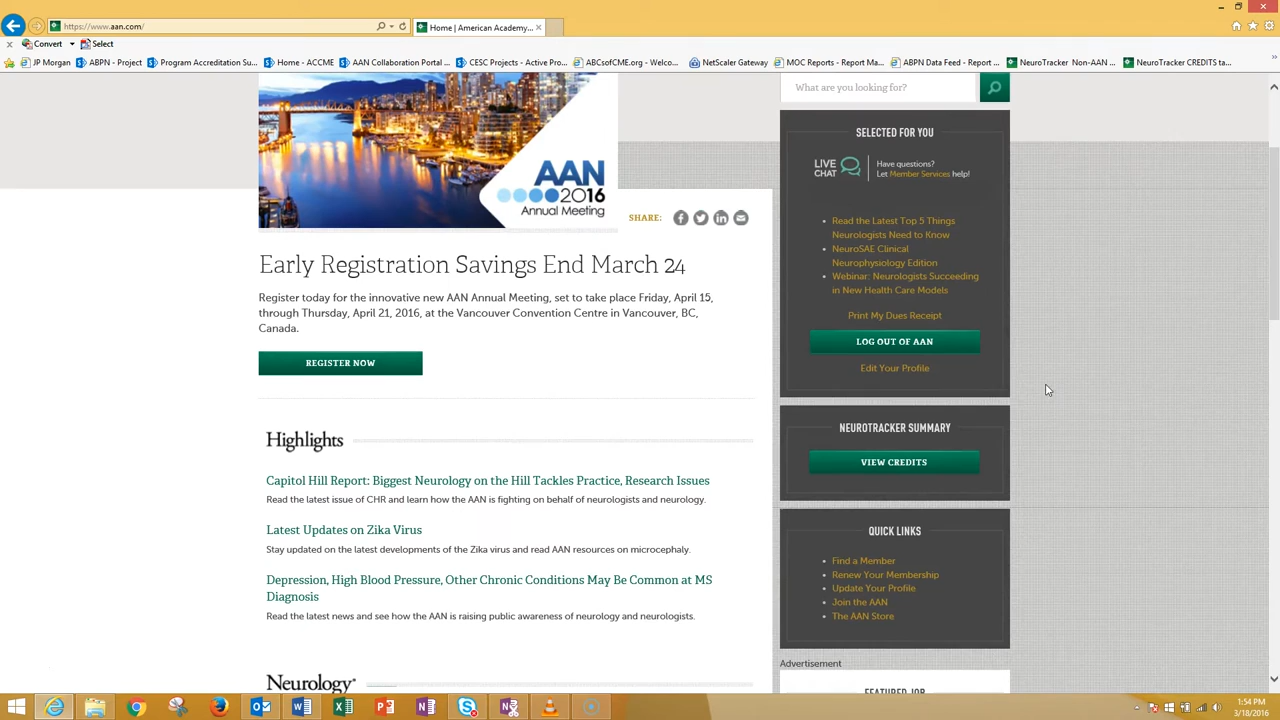 https://www.aan.com/
Home | American Academy...
Convert
Select
JP Morgan
ABPN - Project
Program Accreditation Su...
Home - ACCME
AAN Collaboration Portal ...
CESC Projects - Active Pro...
ABCsofCME.org - Welco...
NetScaler Gateway
MOC Reports - Report Ma...
ABPN Data Feed - Report ...
NeuroTracker Non-AAN ...
NeuroTracker CREDITS ta...
AAN
2016
Annual Meeting
SHARE:
Early Registration Savings End March 24
Register today for the innovative new AAN Annual Meeting, set to take place Friday, April 15,
through Thursday, April 21, 2016, at the Vancouver Convention Centre in Vancouver, BC,
Canada.
REGISTER NOW
Highlights
Capitol Hill Report: Biggest Neurology on the Hill Tackles Practice, Research Issues
Read the latest issue of CHR and learn how the AAN is fighting on behalf of neurologists and neurology.
Latest Updates on Zika Virus
Stay updated on the latest developments of the Zika virus and read AAN resources on microcephaly.
Depression, High Blood Pressure, Other Chronic Conditions May Be Common at MS
Diagnosis
Read the latest news and see how the AAN is raising public awareness of neurology and neurologists.
Neurology®
What are you looking for?
SELECTED FOR YOU
LIVE
CHAT
Have questions?
Let Member Services help!
Read the Latest Top 5 Things
Neurologists Need to Know
NeuroSAE Clinical
Neurophysiology Edition
Webinar: Neurologists Succeeding
in New Health Care Models
Print My Dues Receipt
LOG OUT OF AAN
Edit Your Profile
NEUROTRACKER SUMMARY
VIEW CREDITS
QUICK LINKS
Find a Member
Renew Your Membership
Update Your Profile
Join the AAN
The AAN Store
Advertisement
FEATURED JOB
1:54 PM
3/18/2016